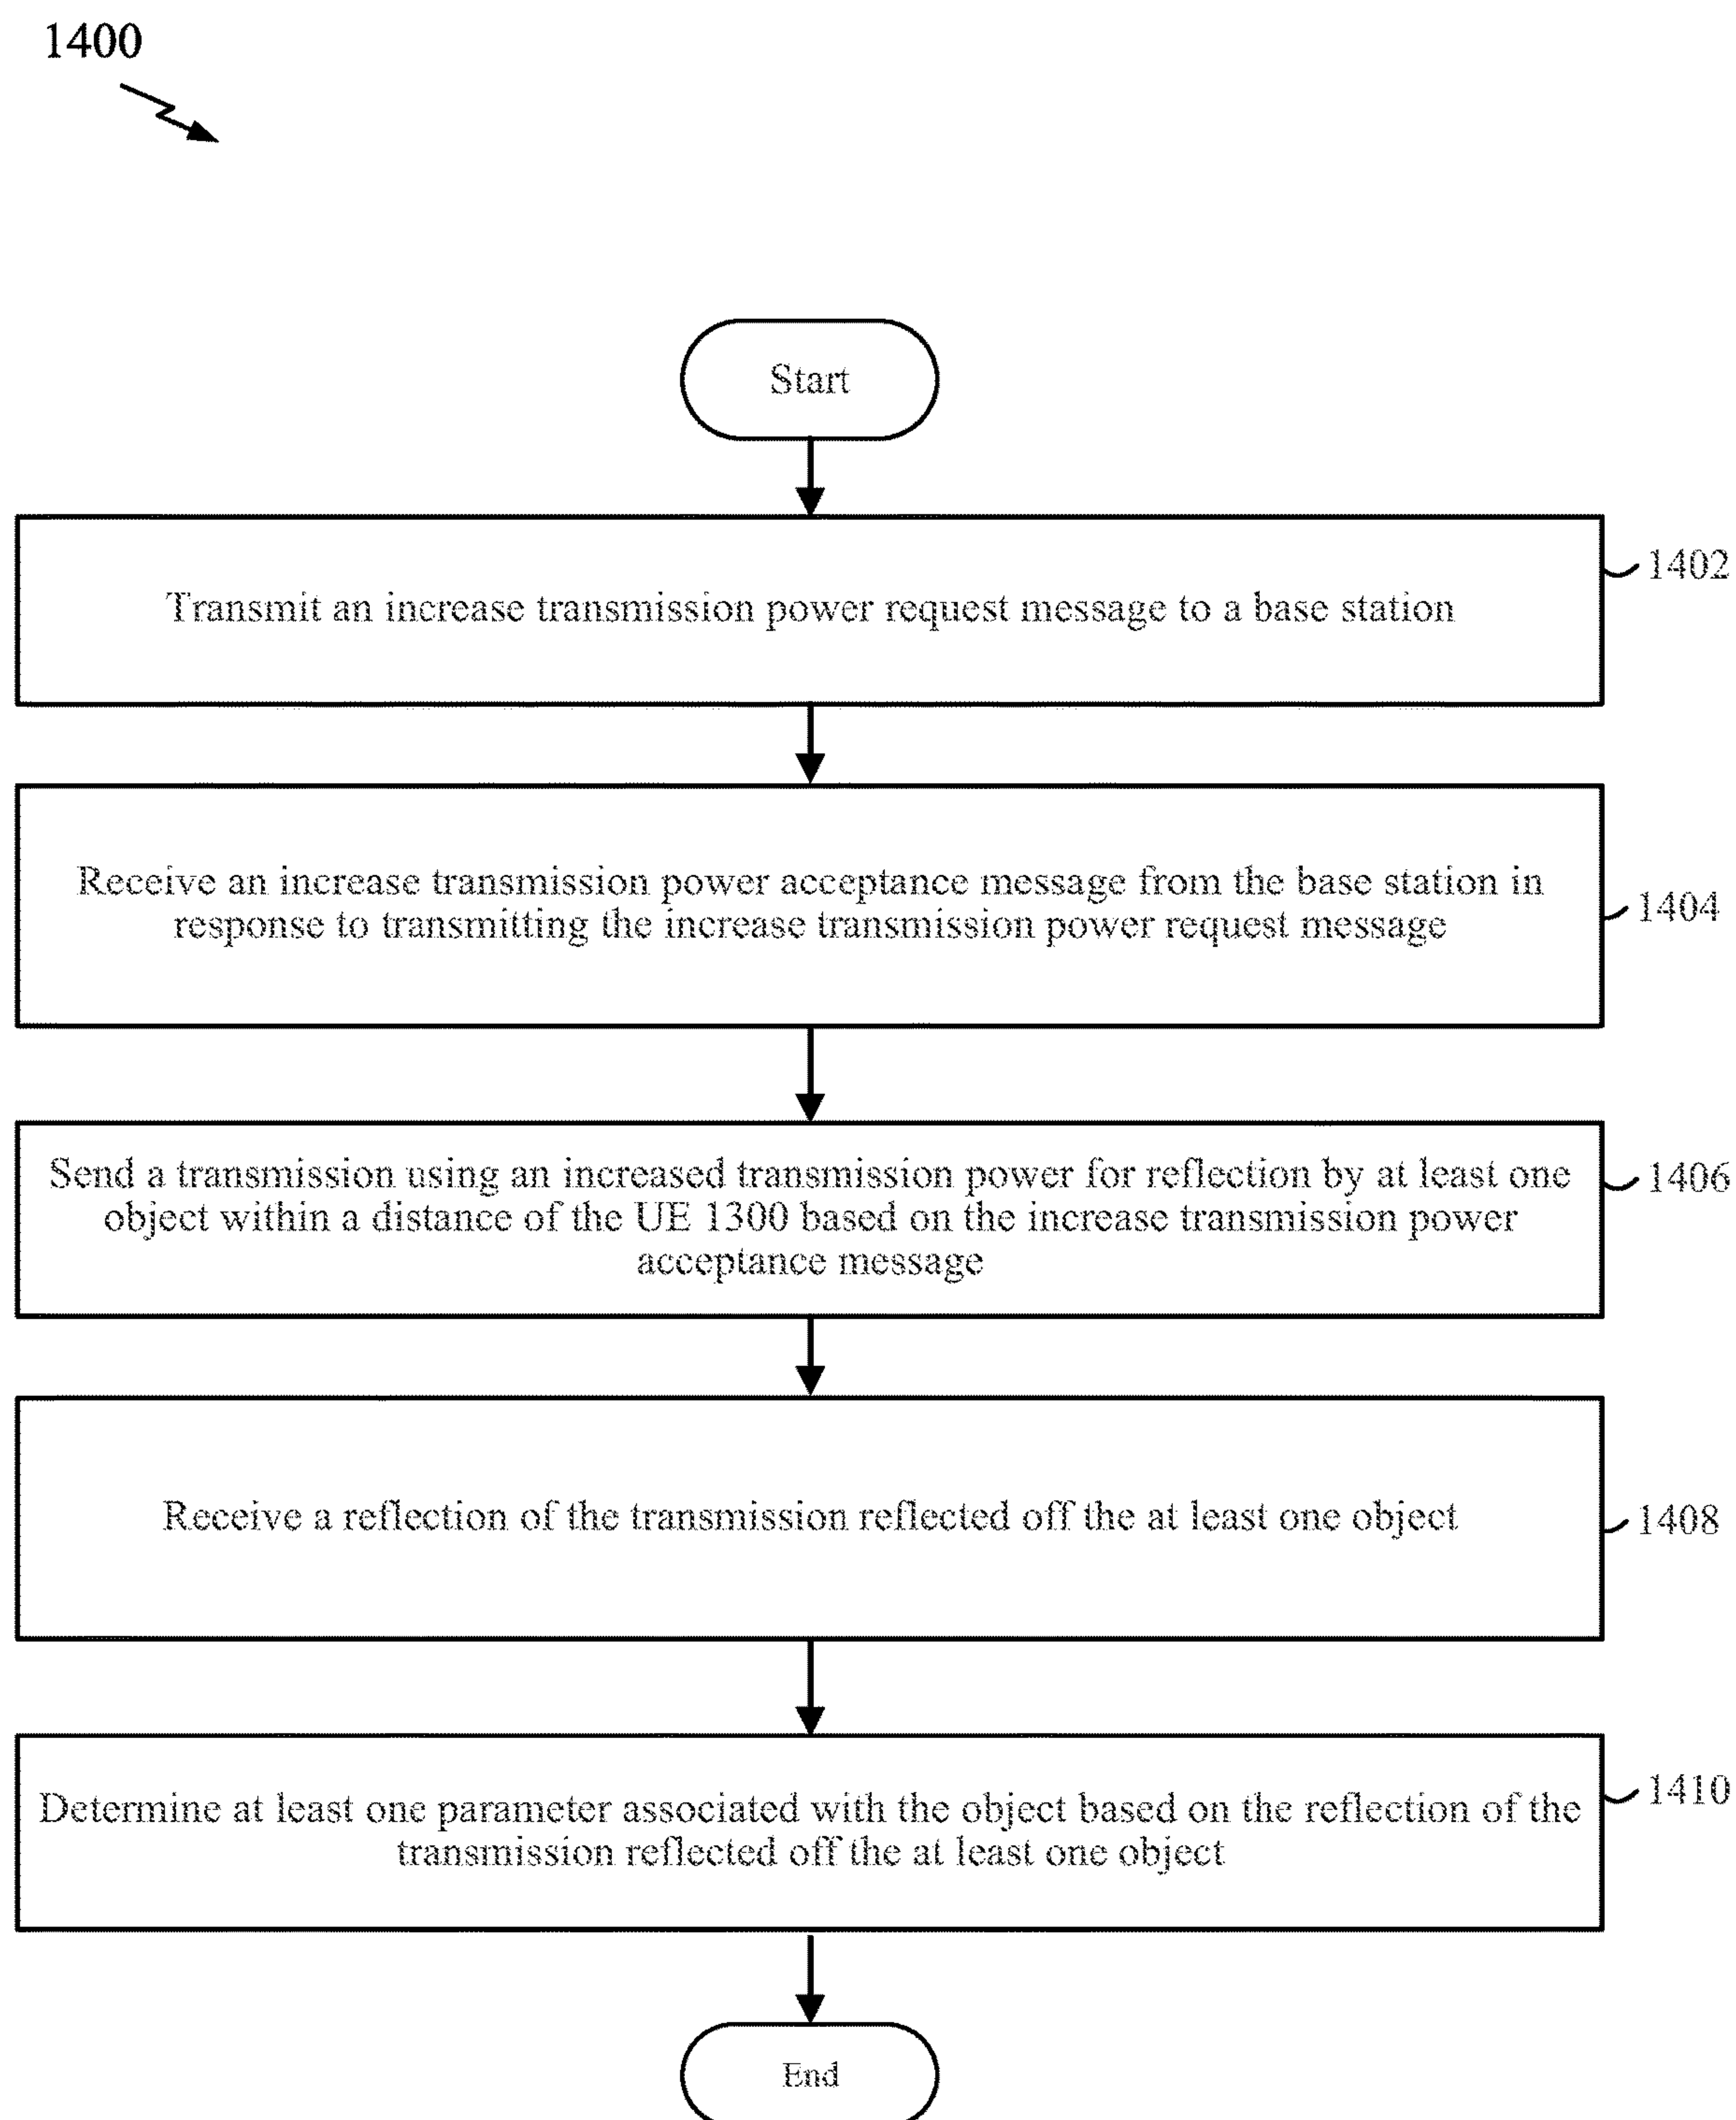 1400
Start
Transmit an increase transmission power request message to a base station
1402
Receive an increase transmission power acceptance message from the base station in
response to transmitting the increase transmission power request message
1404
Send a transmission using an increased transmission power for reflection by at least one
object within a distance of the UE 1300 based on the increase transmission power
acceptance message
1406
Receive a reflection of the transmission reflected off the at least one object
1408
Determine at least one parameter associated with the object based on the reflection of the
transmission reflected off the at least one object
1410
End